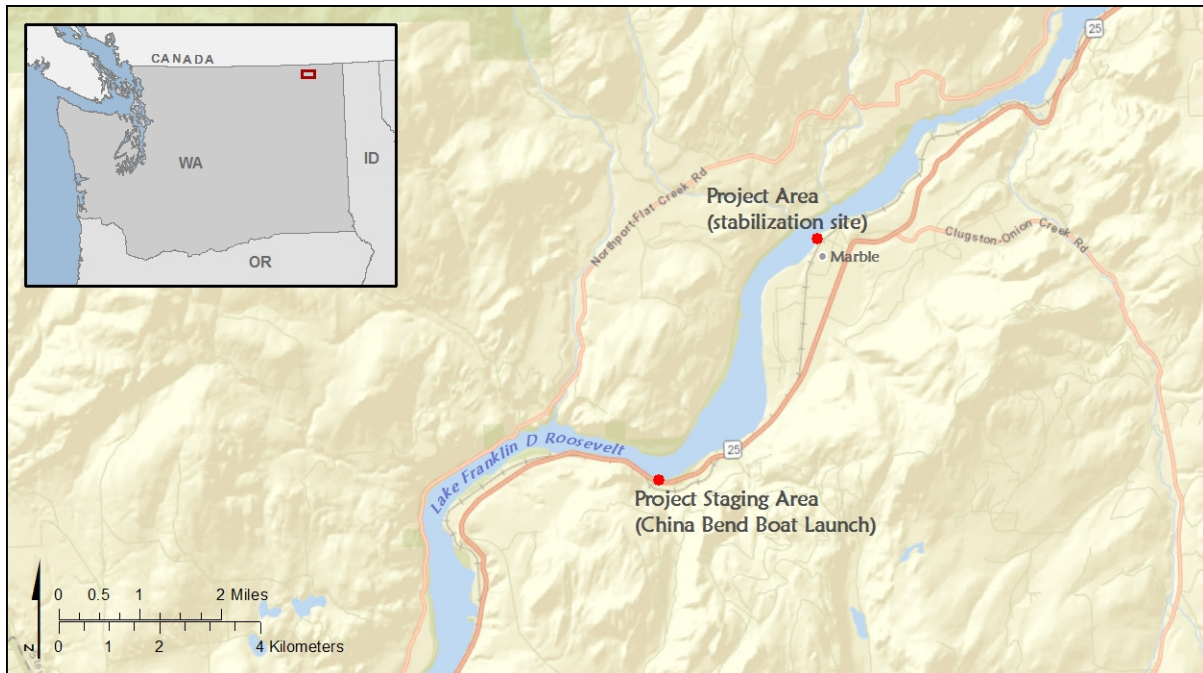 CANADA
WA
ID
OR
25
Northport-Flat Creek Rd
Project Area
(stabilization site)
Marble
Clugston-Onion Creek Rd
Lake Franklin D Roosevelt
25
Project Staging Area
(China Bend Boat Launch)
0 0.5 1 2 Miles
0 1 2 4 Kilometers
N